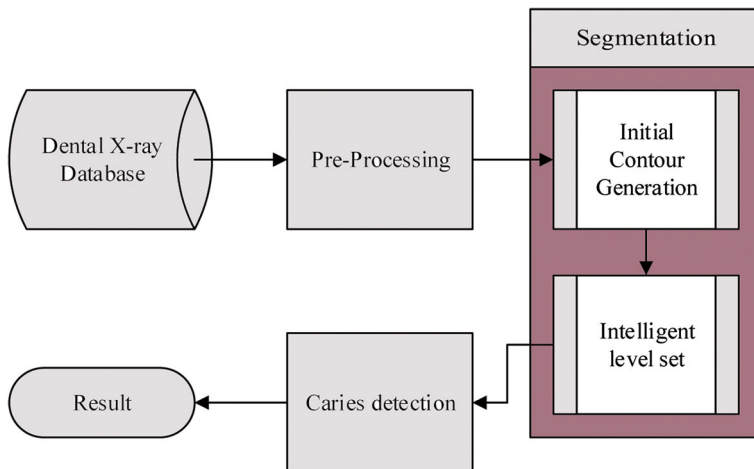 Segmentation
Dental X-ray
Database
Pre-Processing
Initial
Contour
Generation
Intelligent
level set
Caries detection
Result